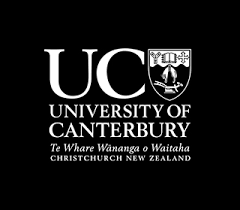 UC
UNIVERSITY OF
CANTERBURY
Te Whare Wānanga o Waitaha
CHRISTCHURCH NEW ZEALAND